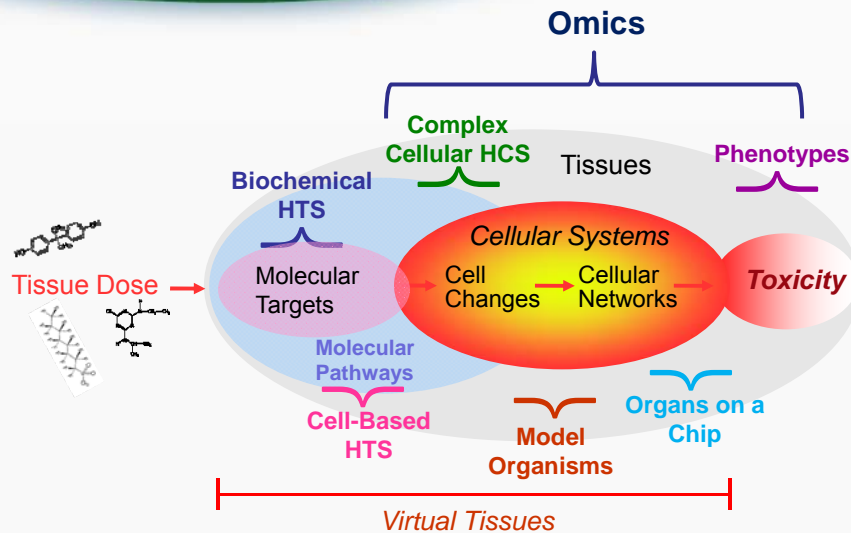 Omics
Complex
Cellular HCS
Tissues
Phenotypes
Biochemical
HTS
Cellular Systems
Tissue Dose
Molecular
Targets
Cell
Changes
Cellular
Networks
Toxicity
Molecular
Pathways
Cell-Based
HTS
Model
Organisms
Organs on a
Chip
Virtual Tissues